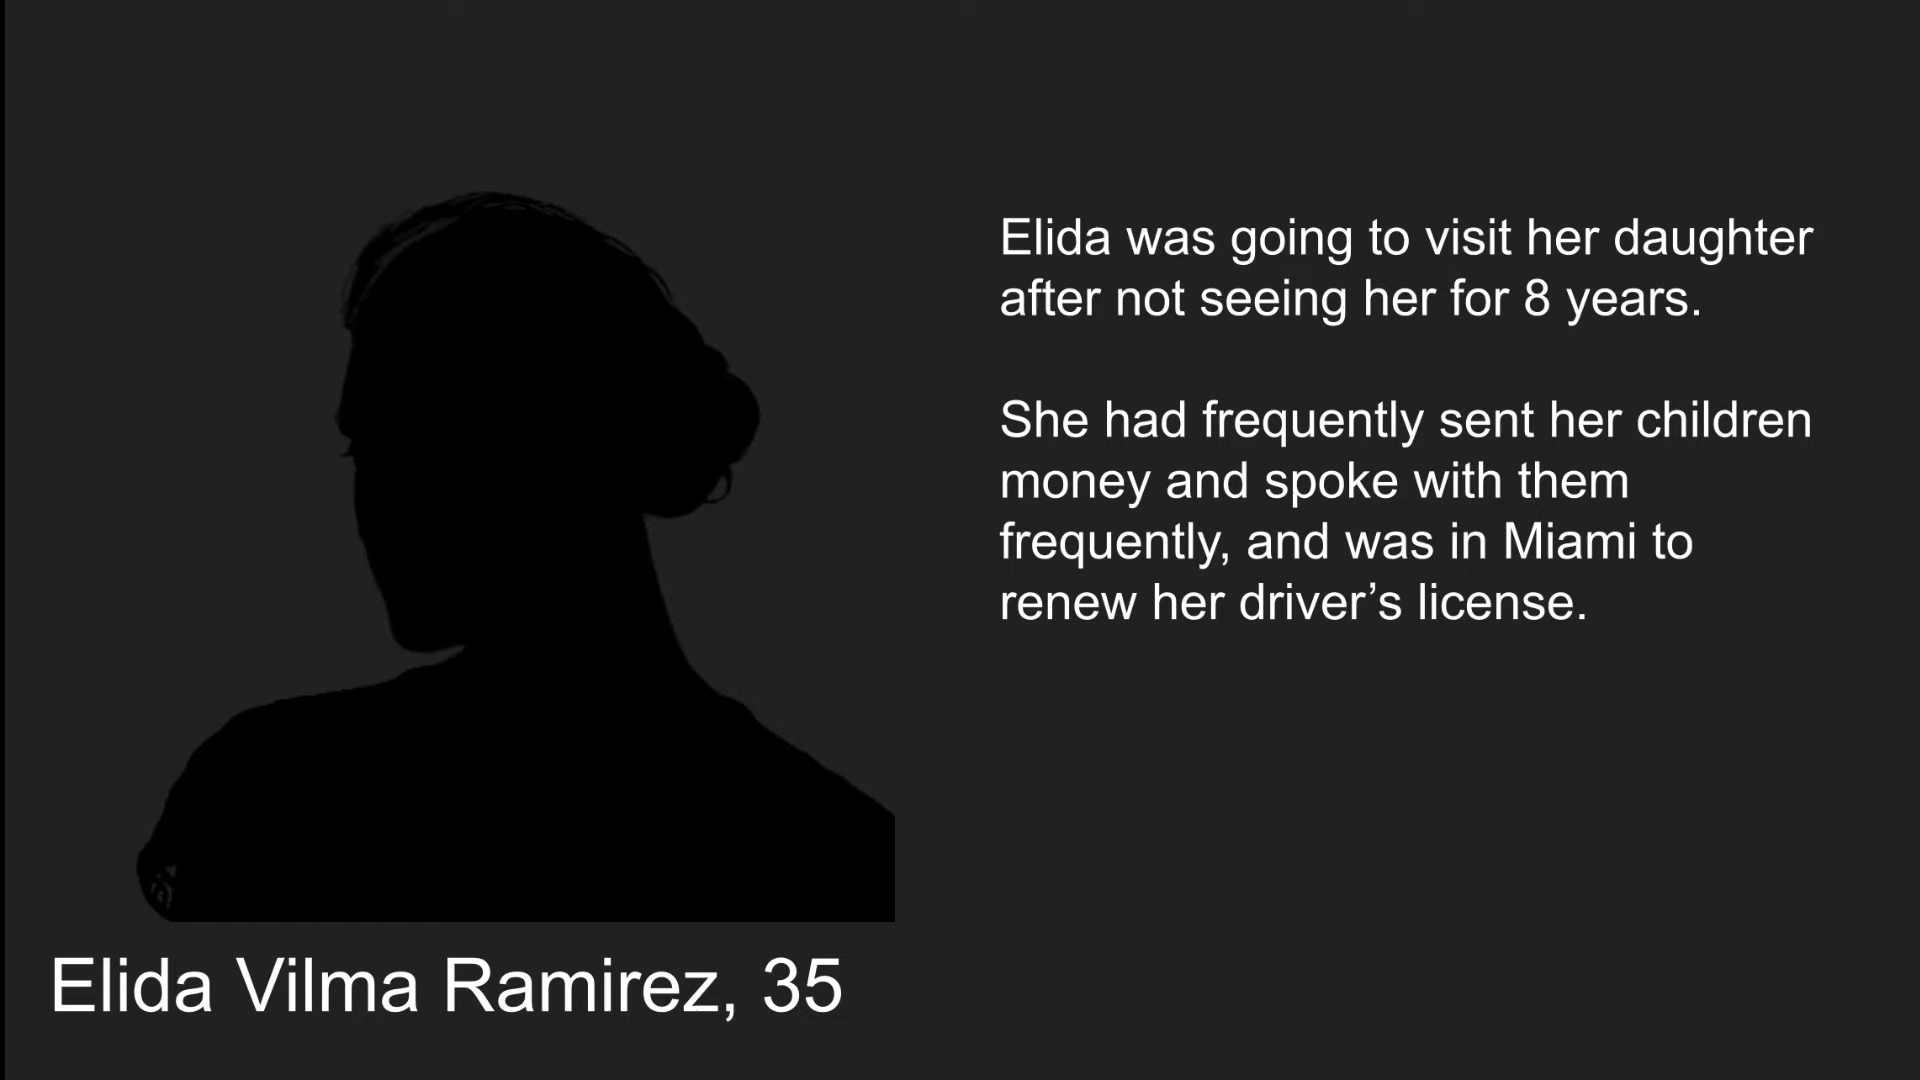 Elida was going to visit her daughter
after not seeing her for 8 years.
She had frequently sent her children
money and spoke with them
frequently, and was in Miami to
renew her driver’s license.
Elida Vilma Ramirez, 35